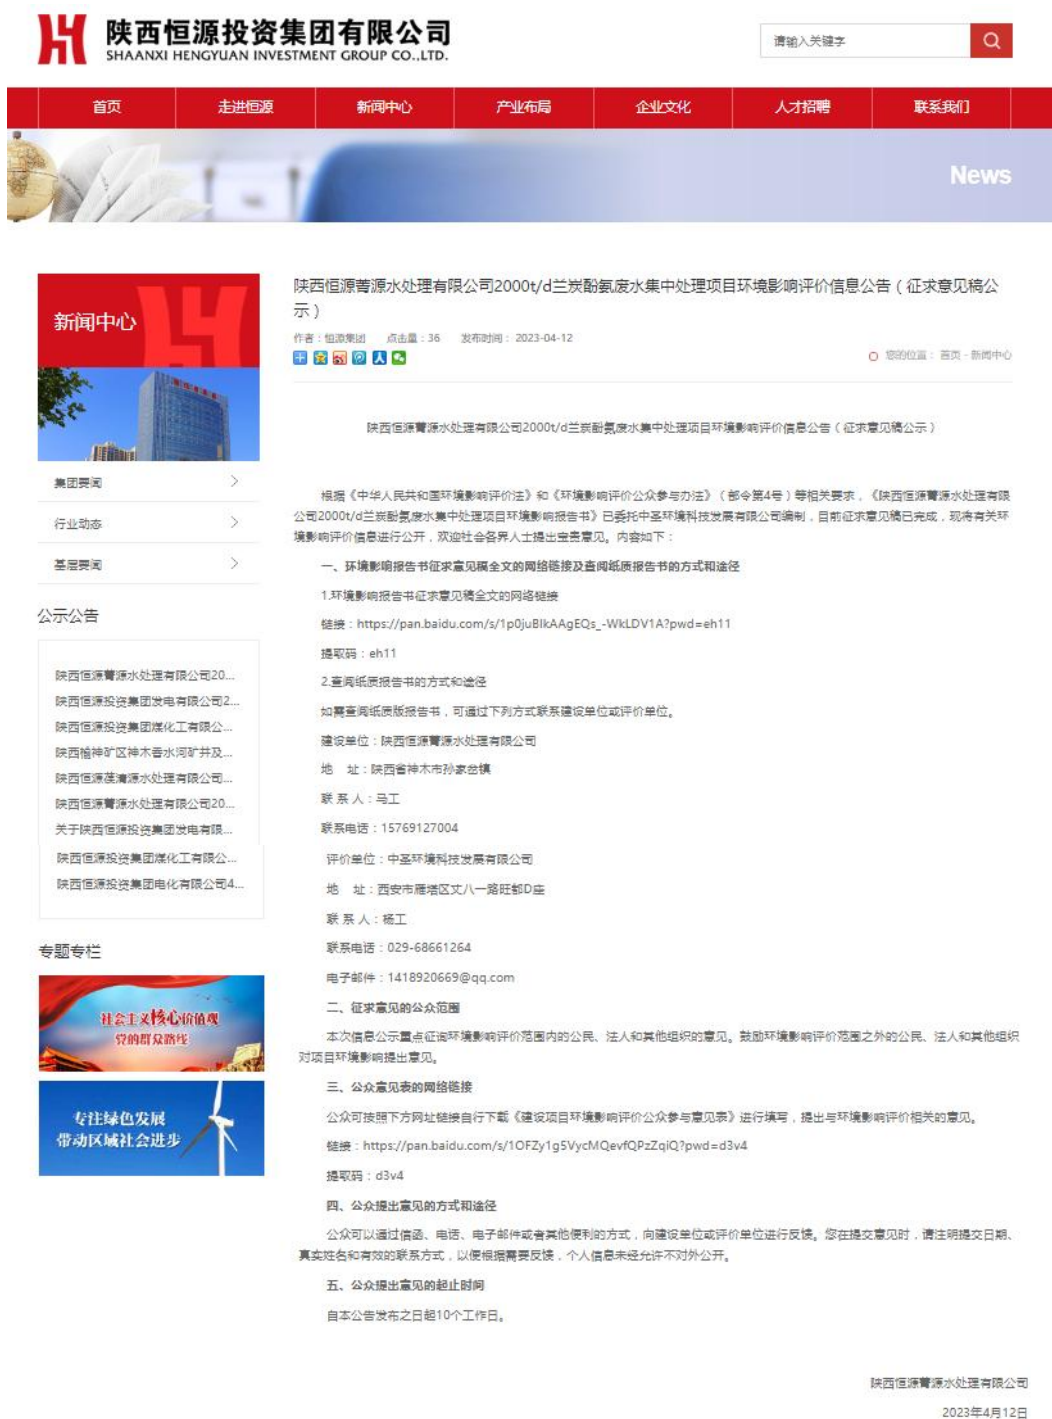 陕西恒源投资集团有限公司
SHAANXI HENGYUAN INVESTMENT GROUP CO.,LTD.
请输入关键字
首页
走进恒源
新闻中心
产业布局
企业文化
人才招聘
联系我们
News
新闻中心
集团要闻
行业动态
基层要闻
公示公告
陕西恒源菁源水处理有限公司20...
陕西恒源投资集团发电有限公司2...
陕西恒源投资集团煤化工有限公...
陕西榆神矿区神木香水河矿井及...
陕西恒源葆清源水处理有限公司...
陕西恒源菁源水处理有限公司20...
关于陕西恒源投资集团发电有限...
陕西恒源投资集团煤化工有限公...
陕西恒源投资集团电化有限公司4...
专题专栏
社会主义核心价值观
党的群众路线
专注绿色发展
带动区域社会进步
陕西恒源菁源水处理有限公司2000t/d兰炭酚氨废水集中处理项目环境影响评价信息公告（征求意见稿公
示）
作者：恒源集团 点击量：36 发布时间： 2023-04-12
您的位置： 首页 - 新闻中心
陕西恒源菁源水处理有限公司2000t/d兰炭酚氨废水集中处理项目环境影响评价信息公告（征求意见稿公示）
根据《中华人民共和国环境影响评价法》和《环境影响评价公众参与办法》（部令第4号）等相关要求，《陕西恒源菁源水处理有限
公司2000t/d兰炭酚氨废水集中处理项目环境影响报告书》已委托中圣环境科技发展有限公司编制，目前征求意见稿已完成，现将有关环
境影响评价信息进行公开，欢迎社会各界人士提出宝贵意见。内容如下：
一、环境影响报告书征求意见稿全文的网络链接及查阅纸质报告书的方式和途径
1.环境影响报告书征求意见稿全文的网络链接
链接：https://pan.baidu.com/s/1p0juBlkAAgEQs_-WkLDV1A?pwd=eh11
提取码：eh11
2.查阅纸质报告书的方式和途径
如需查阅纸质版报告书，可通过下列方式联系建设单位或评价单位。
建设单位：陕西恒源菁源水处理有限公司
地 址：陕西省神木市孙家岔镇
联 系 人：马工
联系电话：15769127004
评价单位：中圣环境科技发展有限公司
地 址：西安市雁塔区丈八一路旺都D座
联 系 人：杨工
联系电话：029-68661264
电子邮件：1418920669@qq.com
二、征求意见的公众范围
本次信息公示重点征询环境影响评价范围内的公民、法人和其他组织的意见。鼓励环境影响评价范围之外的公民、法人和其他组织
对项目环境影响提出意见。
三、公众意见表的网络链接
公众可按照下方网址链接自行下载《建设项目环境影响评价公众参与意见表》进行填写，提出与环境影响评价相关的意见。
链接：https://pan.baidu.com/s/1OFZy1g5VycMQevfQPzZqiQ?pwd=d3v4
提取码：d3v4
四、公众提出意见的方式和途径
公众可以通过信函、电话、电子邮件或者其他便利的方式，向建设单位或评价单位进行反馈。您在提交意见时，请注明提交日期、
真实姓名和有效的联系方式，以便根据需要反馈，个人信息未经允许不对外公开。
五、公众提出意见的起止时间
自本公告发布之日起10个工作日。
陕西恒源菁源水处理有限公司
2023年4月12日